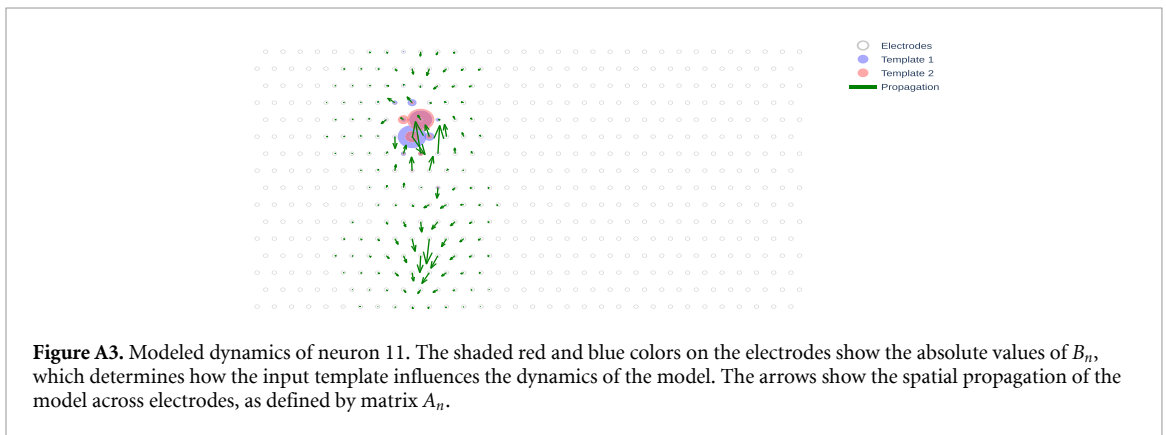 Electrodes
Template 1
Template 2
Propagation
Figure A3. Modeled dynamics of neuron 11. The shaded red and blue colors on the electrodes show the absolute values of Bₙ,
which determines how the input template influences the dynamics of the model. The arrows show the spatial propagation of the
model across electrodes, as defined by matrix Aₙ.